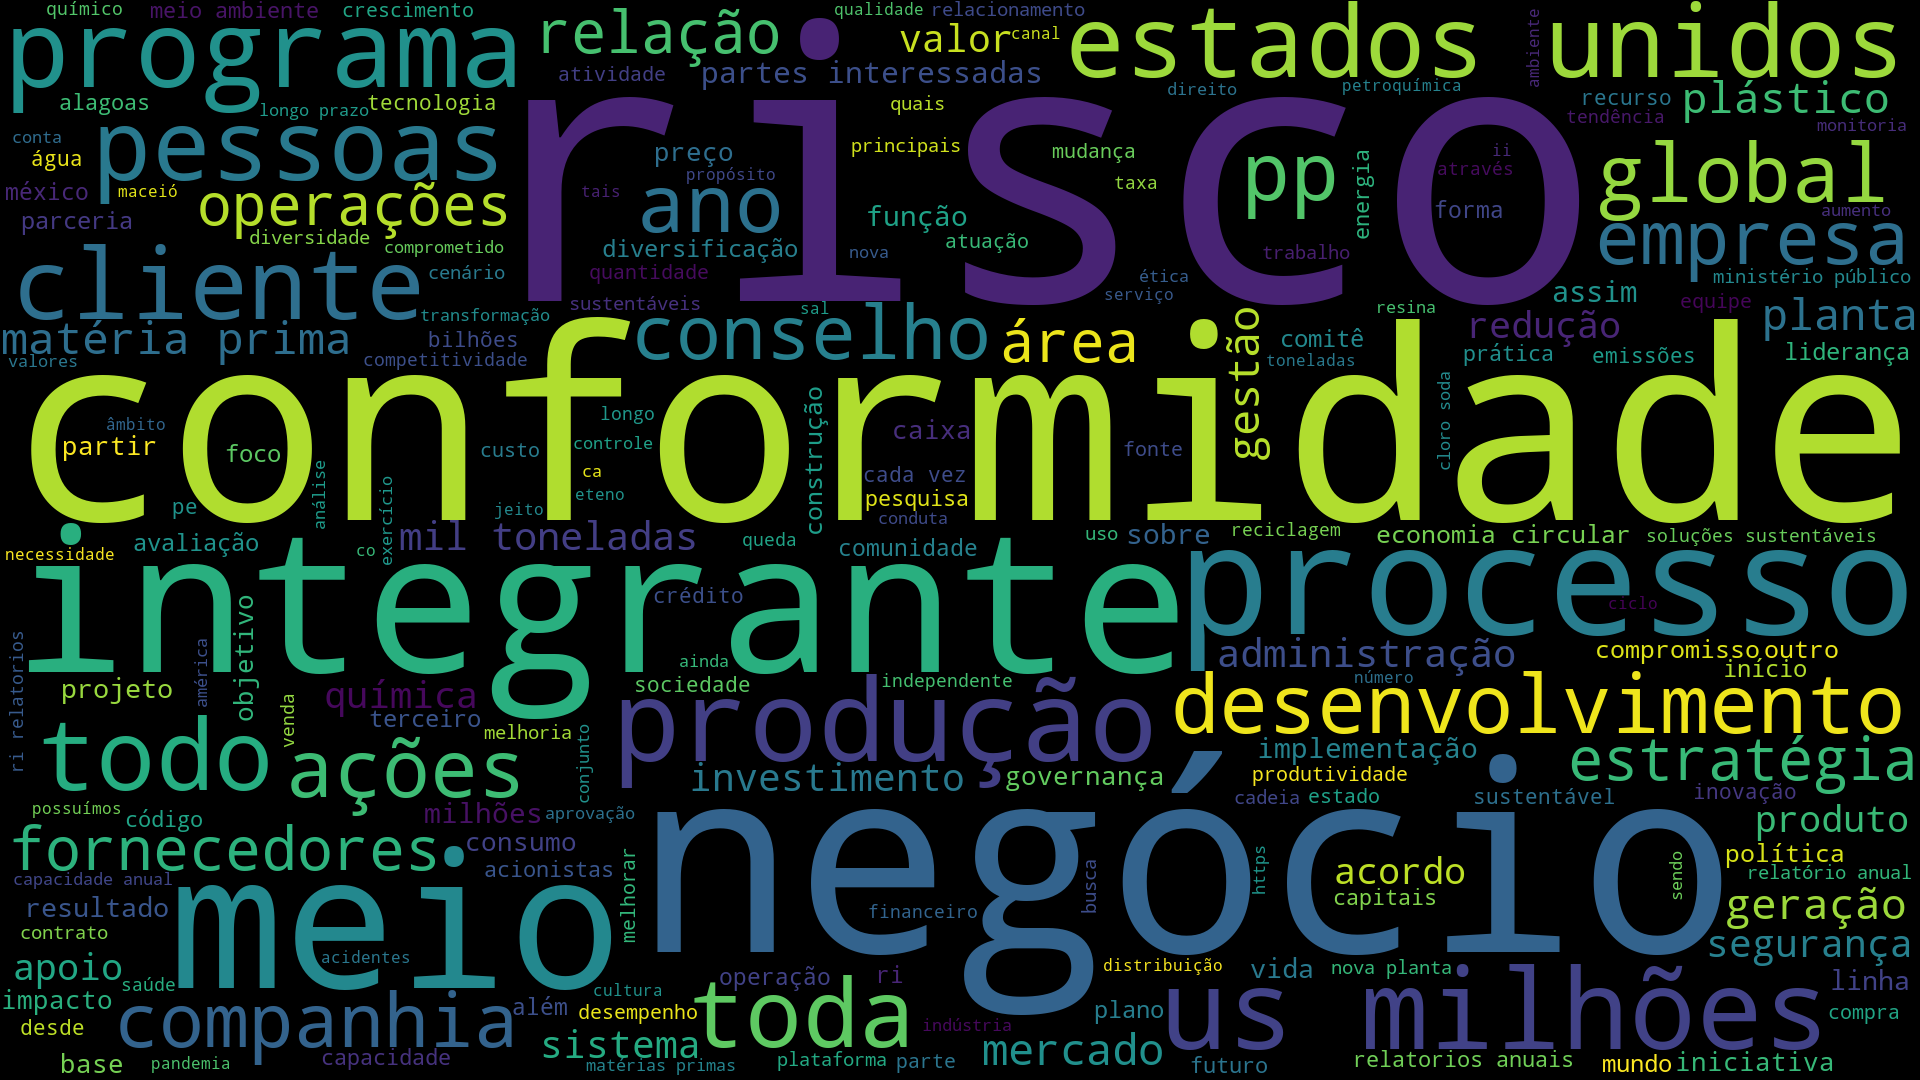 químico
meio ambiente
crescimento
qualidade
relacionamento
programa
relação
valor
canal
estados unidos
ambiente
atividade
partes interessadas
direito
petroquímica
recurso
plástico
alagoas
longo prazo
tecnologia
quais
tendência
monitoria
risco
conta
pessoas
água
preço
principais
mudança
pp
ii
através
global
propósito
energia
méxico
maceió
tais
ano
taxa
parceria
operações
função
forma
aumento
diversidade
comprometido
diversificação
nova
atuação
trabalho
empresa
cliente
cenário
quantidade
ética
serviço
ministério público
assim
equipe
sustentáveis
sal
resina
transformação
matéria prima
bilhões
conselho
área
gestão
comitê
redução
planta
valores
competitividade
toneladas
prática
emissões
liderança
conformidade
âmbito
partir
foco
longo
controle
custo
construção
caixa
fonte
cloro soda
ca
cada vez
análise
exercício
eteno
pesquisa
pe
jeito
conduta
necessidade
avaliação
co
mil toneladas
queda
comunidade
uso
sobre
reciclagem
economia circular
soluções sustentáveis
integrante
processo
crédito
ciclo
objetivo
ri relatorios
américa
ainda
administração
compromisso
outro
projeto
química
sociedade
independente
número
início
venda
terceiro
melhoria
produção
desenvolvimento
todo
ações
conjunto
investimento
governança
implementação
produtividade
estratégia
possuímos
código
milhões
aprovação
cadeia
estado
sustentável
inovação
fornecedores
consumo
negócio
produto
capacidade anual
acionistas
melhorar
busca
https
acordo
sendo
política
relatório anual
resultado
meio
financeiro
capitais
geração
contrato
acidentes
segurança
apoio
saúde
operação
ri
distribuição
vida
nova planta
linha
impacto
companhia
além
cultura
desempenho
toda
plano
us milhões
compra
desde
indústria
sistema
mercado
base
pandemia
capacidade
matérias primas
plataforma
parte
futuro
relatorios anuais
mundo
iniciativa